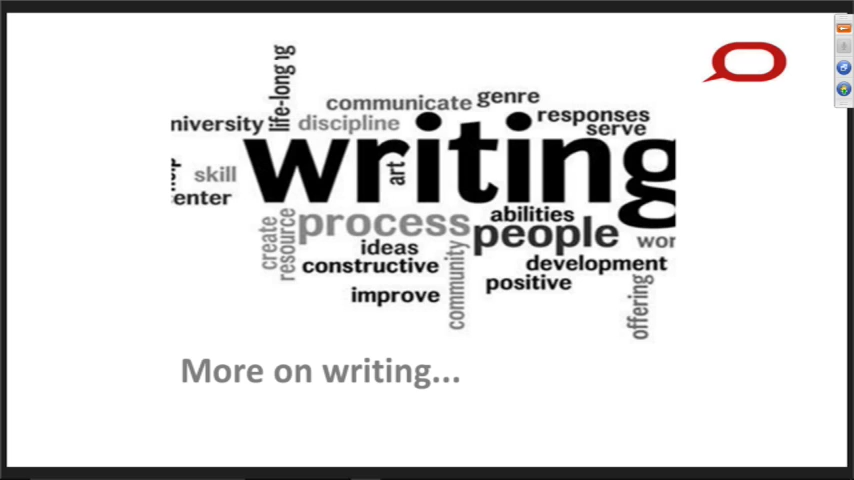 life-long
communicate genre
niversity discipline responses
serve
writing
skill art
enter
process abilities
people
create
resource
ideas
wor
constructive community development
improve positive
offering
More on writing...